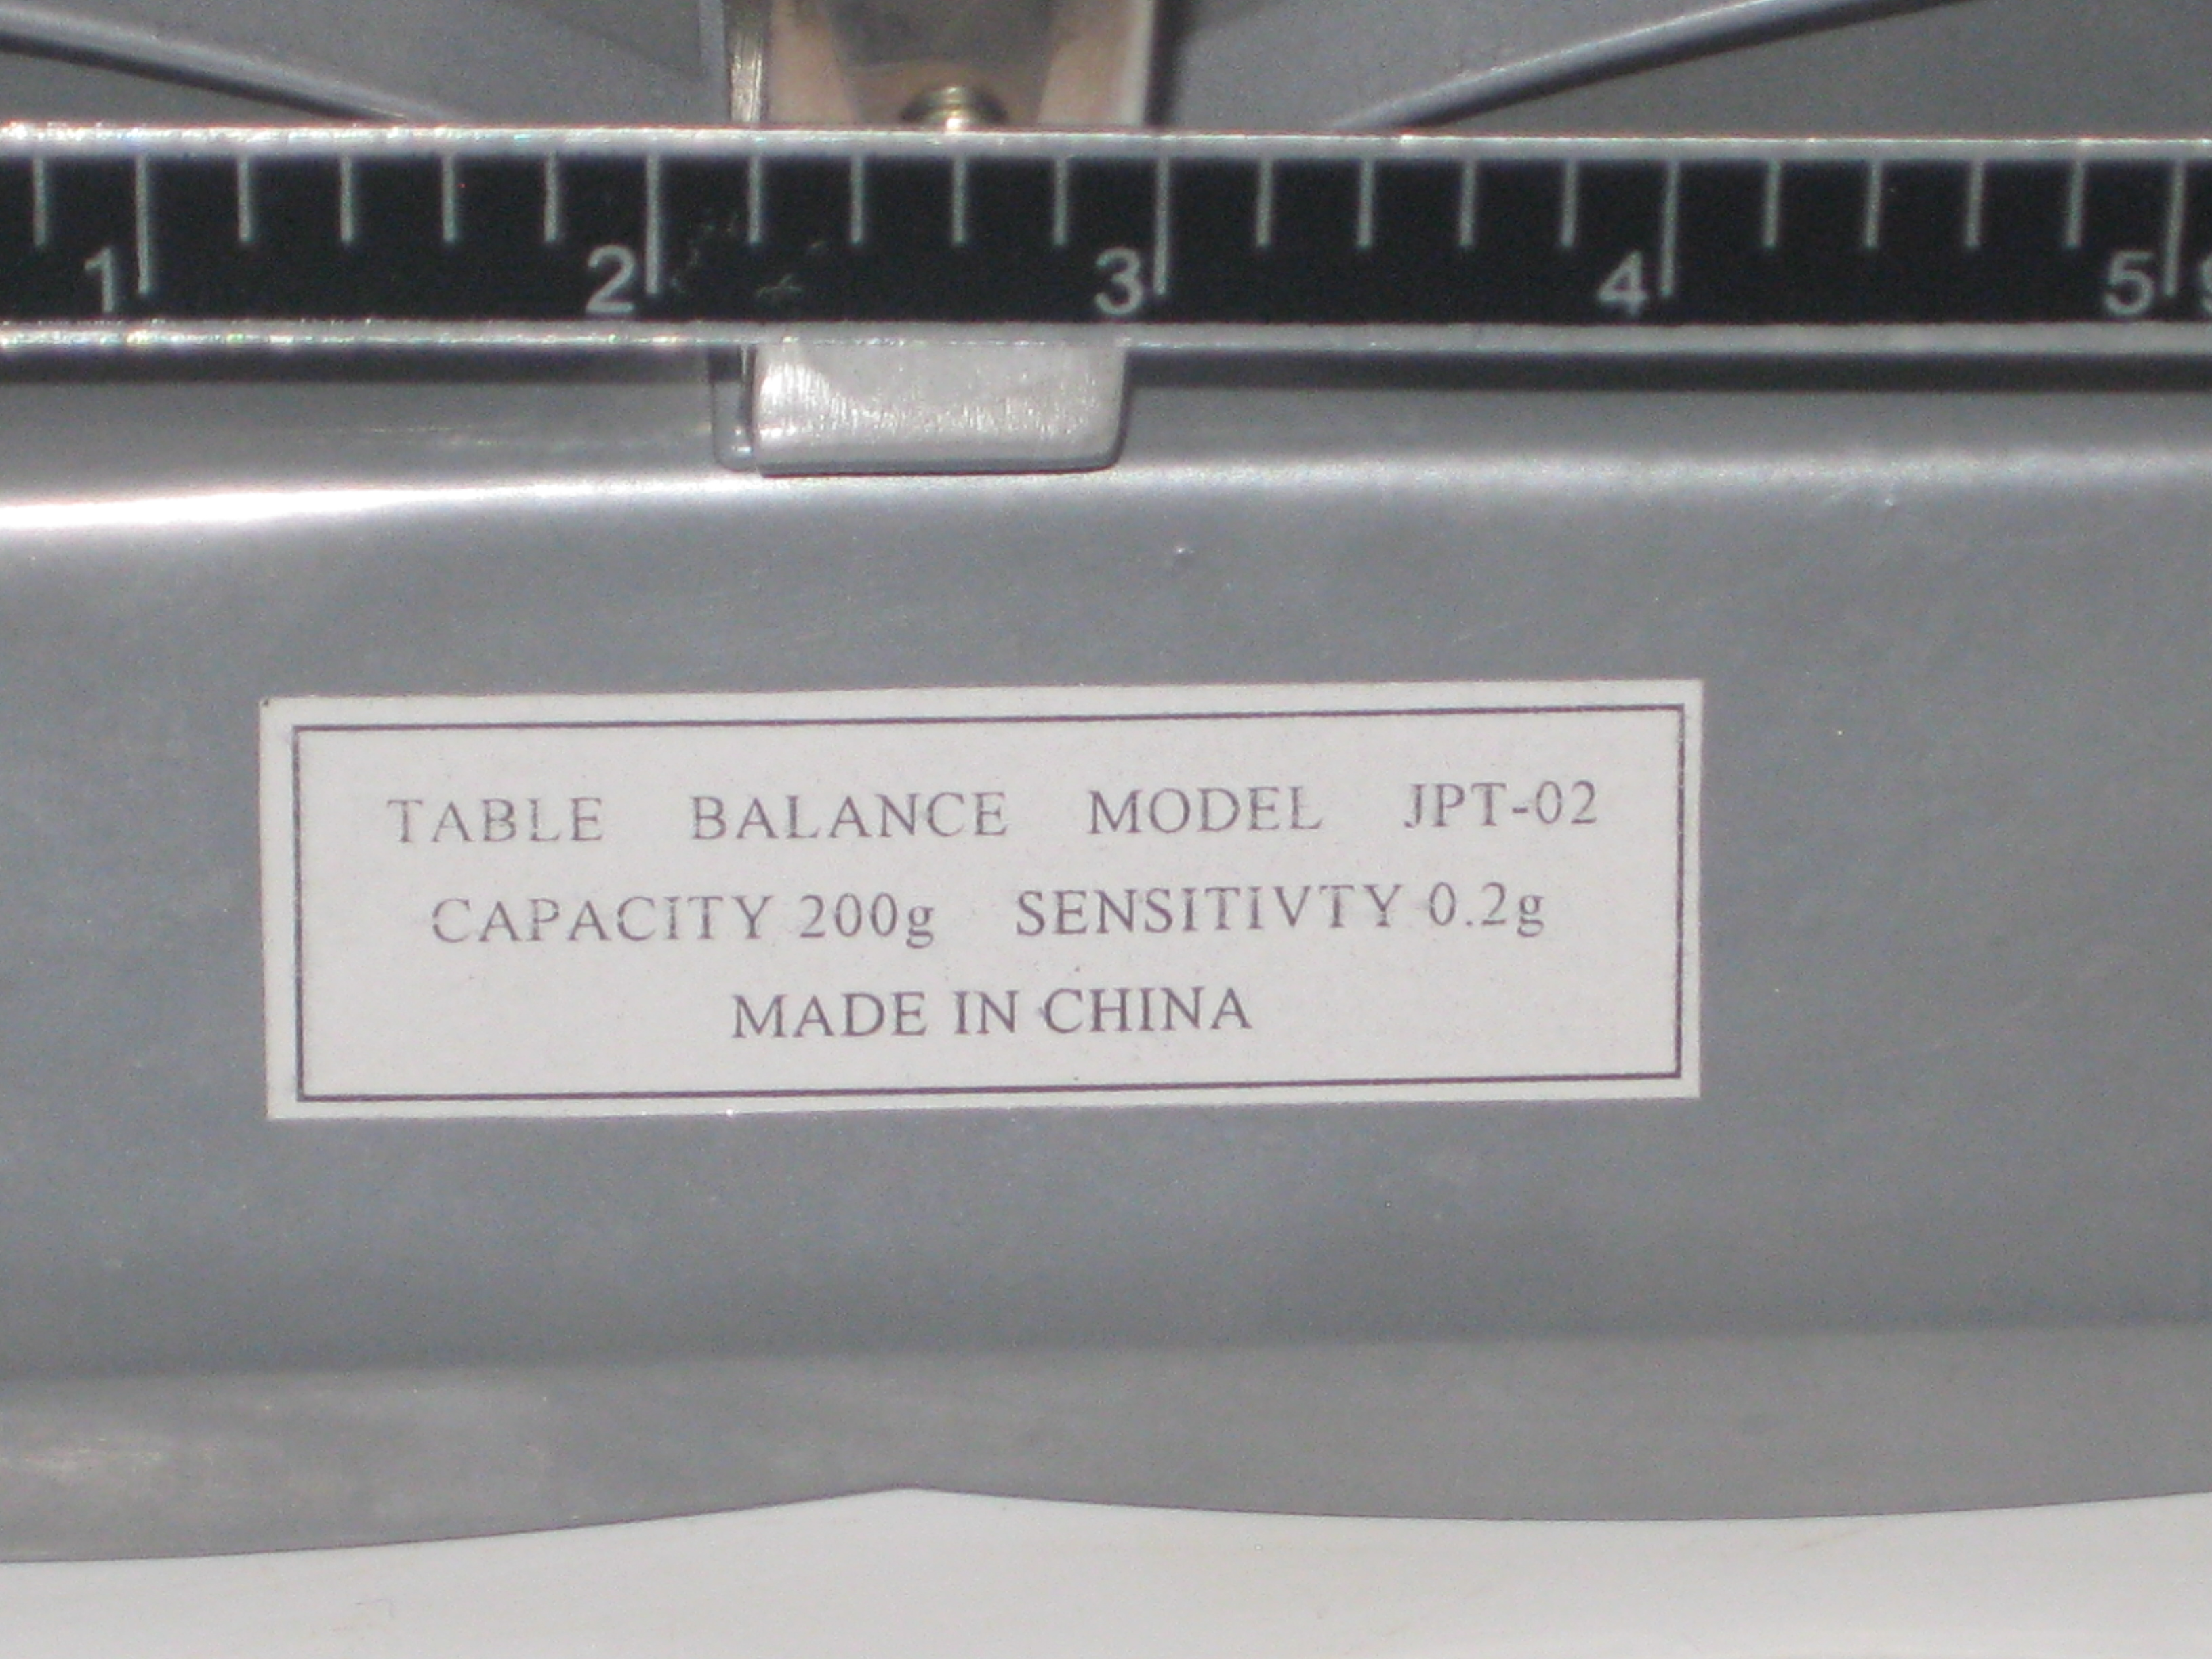 1 2 3 4 5
TABLE BALANCE MODEL JPT-02
CAPACITY 200g SENSITIVTY 0.2g
MADE IN CHINA